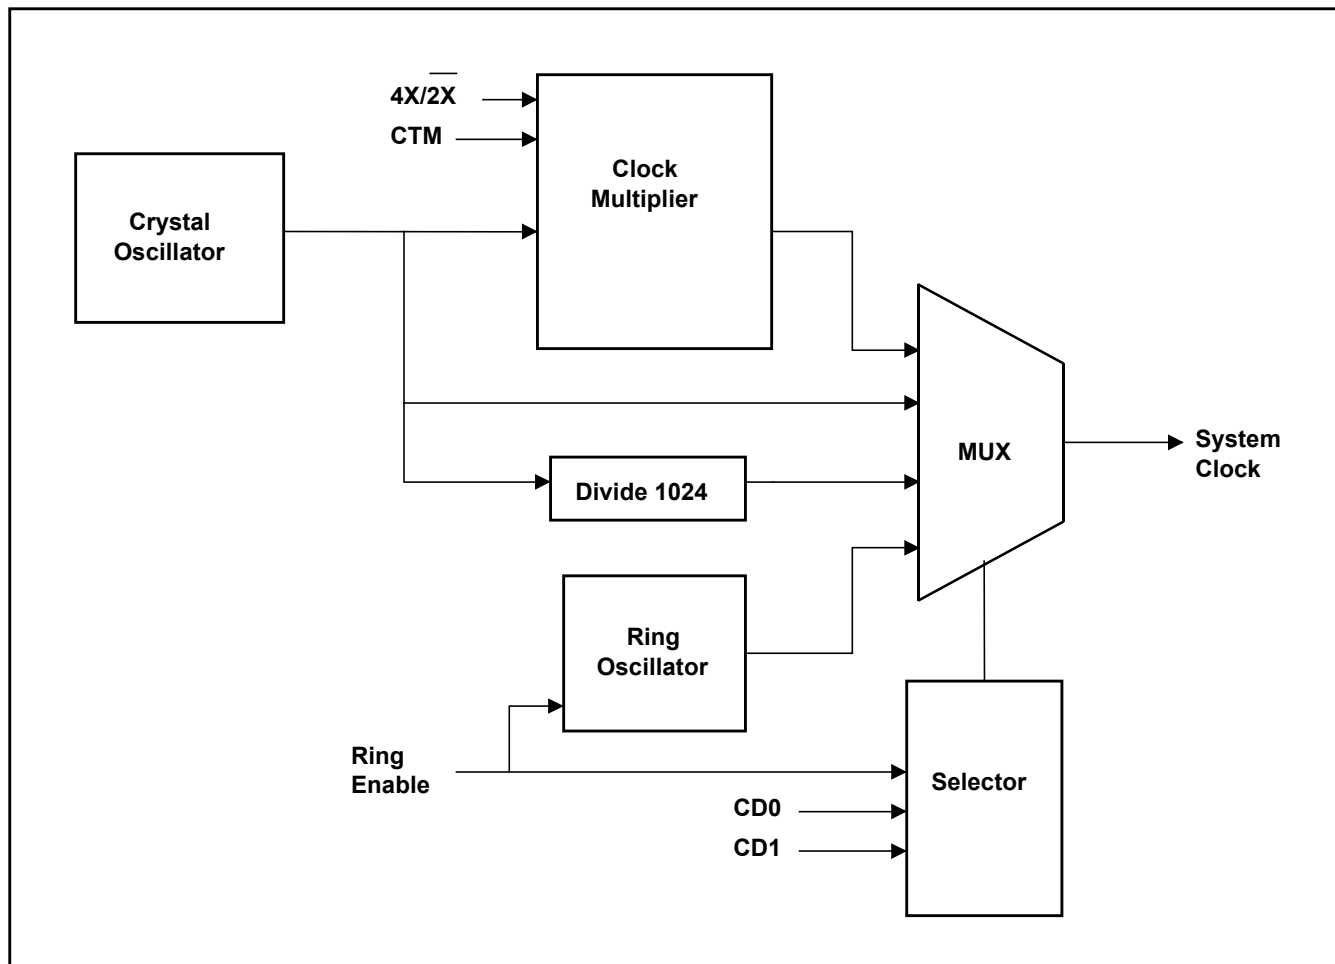 4X/2X
CTM
Clock
Multiplier
Crystal
Oscillator
MUX
System
Clock
Divide 1024
Ring
Oscillator
Ring
Enable
Selector
CD0
CD1